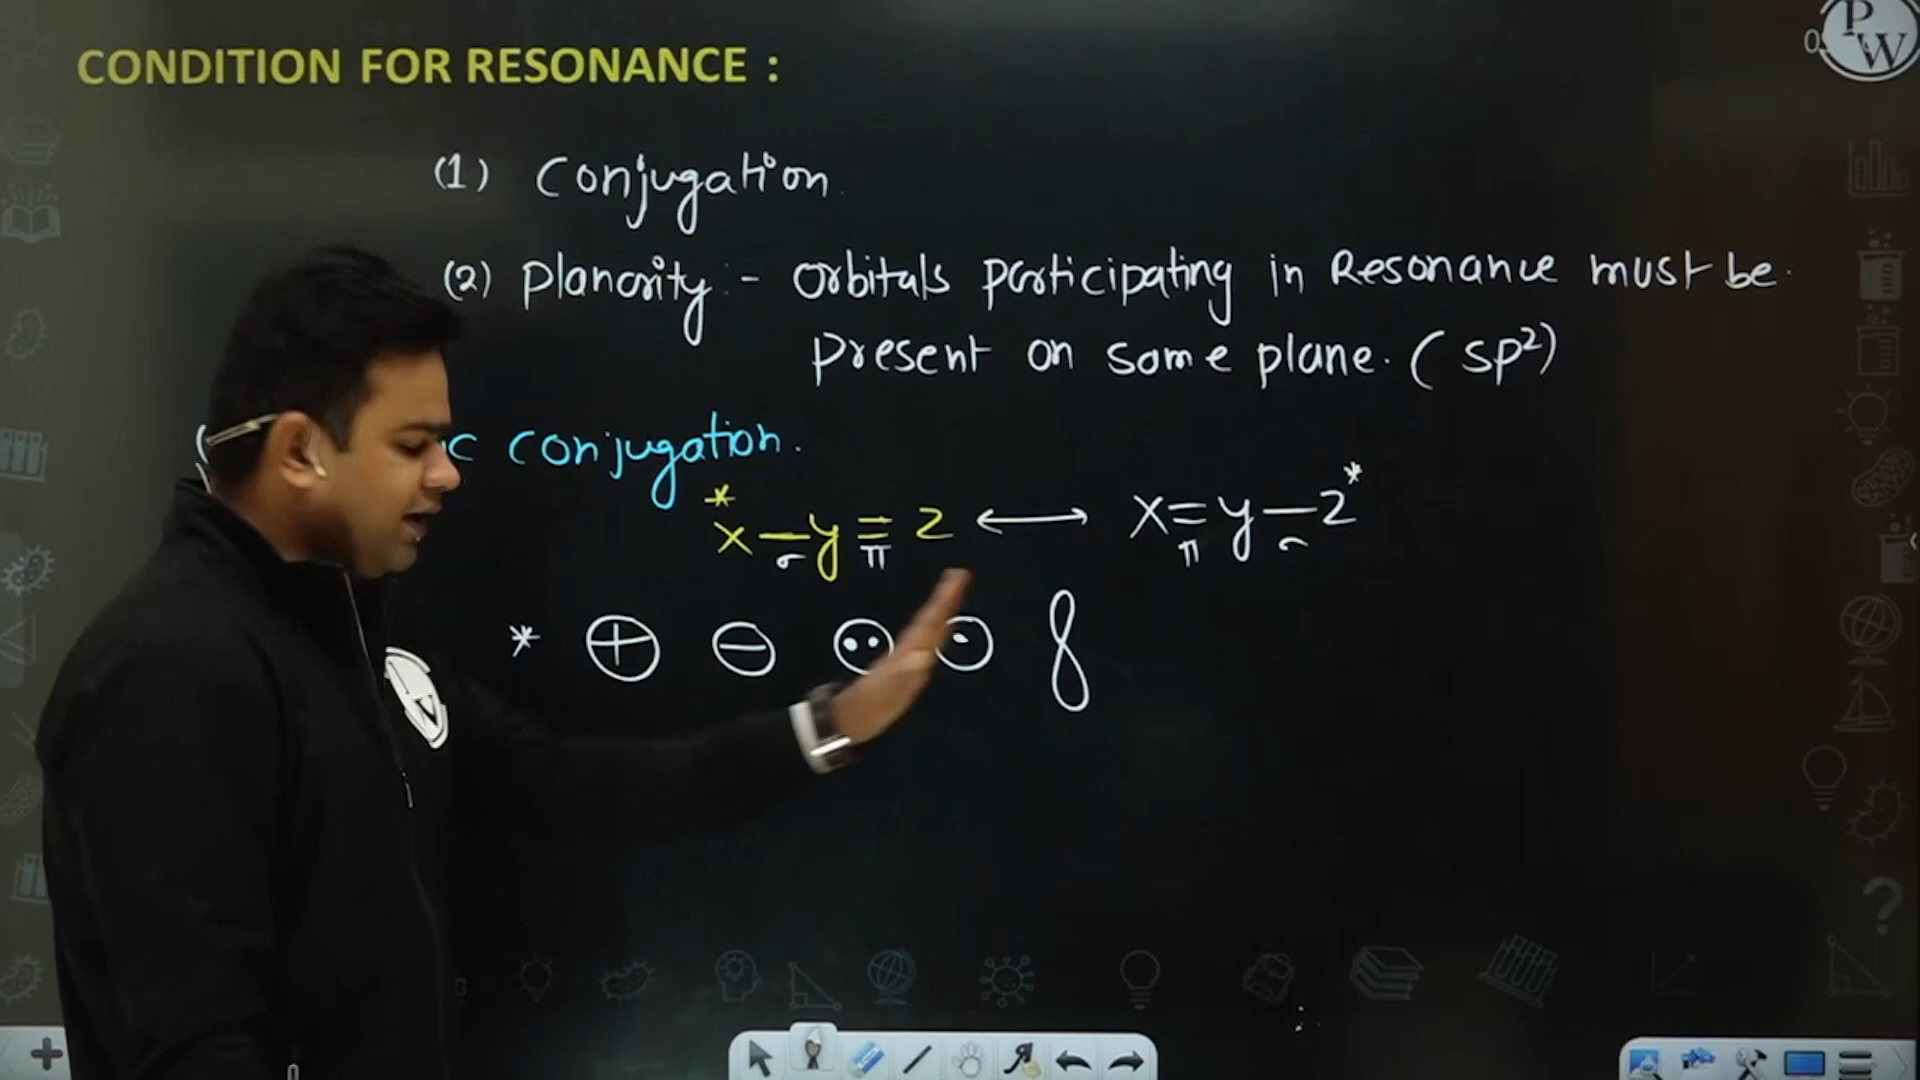 CONDITION FOR RESONANCE :
PW
(1) Conjugation
(2) Planarity :- Orbitals participating in Resonance must be
present on same plane. (sp²)
conjugation.
*x-y=z ↔ x=y-z*
σ π π σ
* ⊕ ⊖